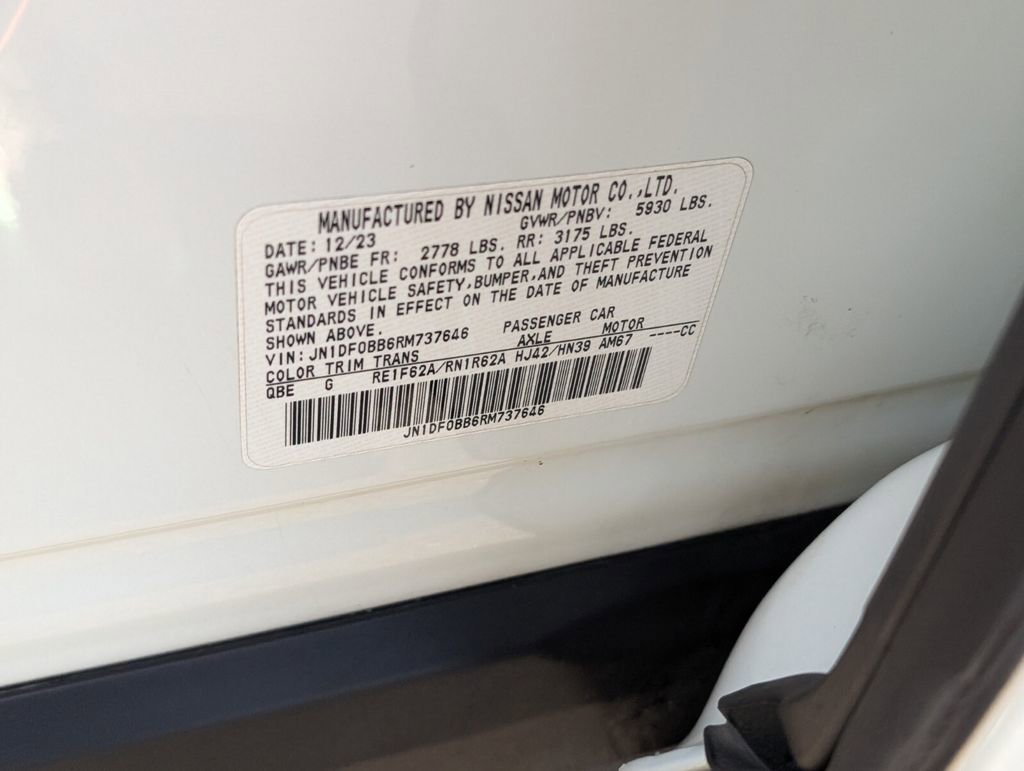 MANUFACTURED BY NISSAN MOTOR CO.,LTD.
DATE: 12/23 GVWR/PNBV: 5930 LBS.
GAWR/PNBE FR: 2778 LBS. RR: 3175 LBS.
THIS VEHICLE CONFORMS TO ALL APPLICABLE FEDERAL
MOTOR VEHICLE SAFETY,BUMPER,AND THEFT PREVENTION
STANDARDS IN EFFECT ON THE DATE OF MANUFACTURE
SHOWN ABOVE.
VIN:JN1DF0BB6RM737646 PASSENGER CAR
COLOR TRIM TRANS AXLE MOTOR
QBE G RE1F62A/RN1R62A HJ42/HN39 AM67 ----CC
JN1DF0BB6RM737646